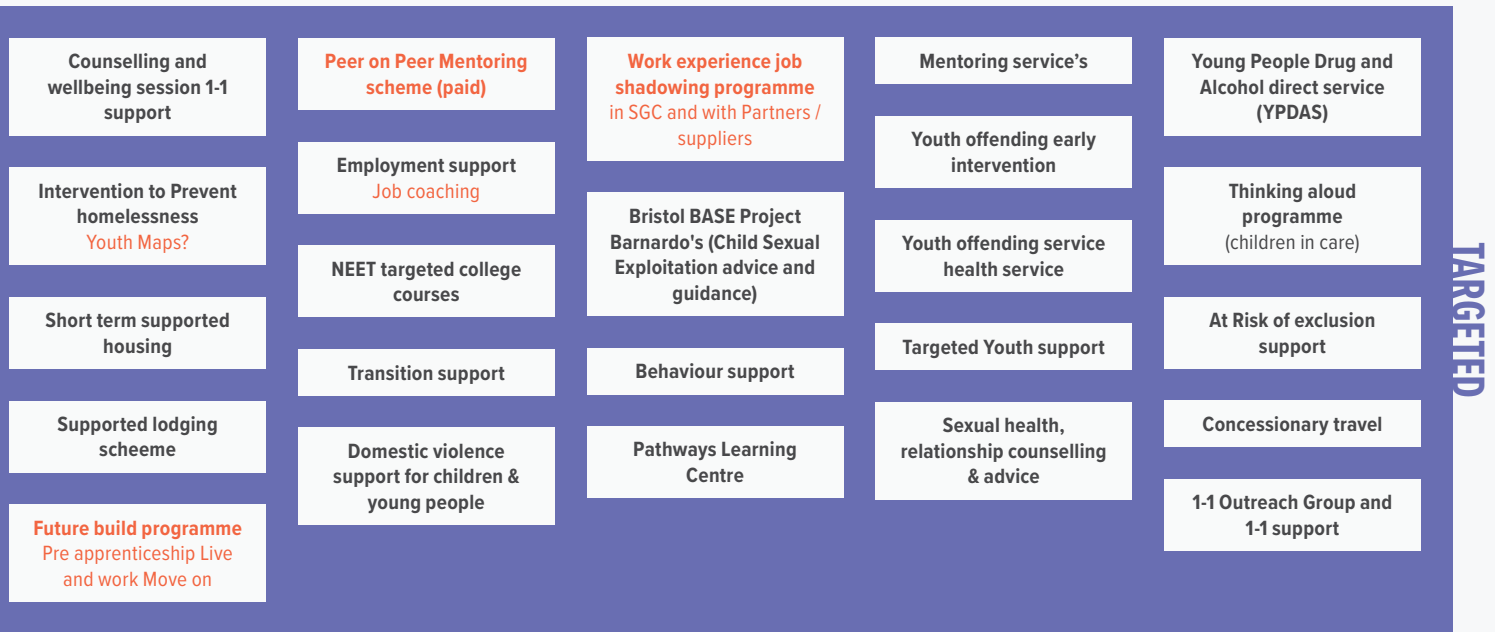 Counselling and
wellbeing session 1-1
support
Intervention to Prevent
homelessness
Youth Maps?
Short term supported
housing
Supported lodging
scheeme
Future build programme
Pre apprenticeship Live
and work Move on
Peer on Peer Mentoring
scheme (paid)
Employment support
Job coaching
NEET targeted college
courses
Transition support
Domestic violence
support for children &
young people
Work experience job
shadowing programme
in SGC and with Partners /
suppliers
Bristol BASE Project
Barnardo's (Child Sexual
Exploitation advice and
guidance)
Behaviour support
Pathways Learning
Centre
Mentoring service's
Youth offending early
intervention
Youth offending service
health service
Targeted Youth support
Sexual health,
relationship counselling
& advice
Young People Drug and
Alcohol direct service
(YPDAS)
Thinking aloud
programme
(children in care)
At Risk of exclusion
support
Concessionary travel
1-1 Outreach Group and
1-1 support
TARGETED